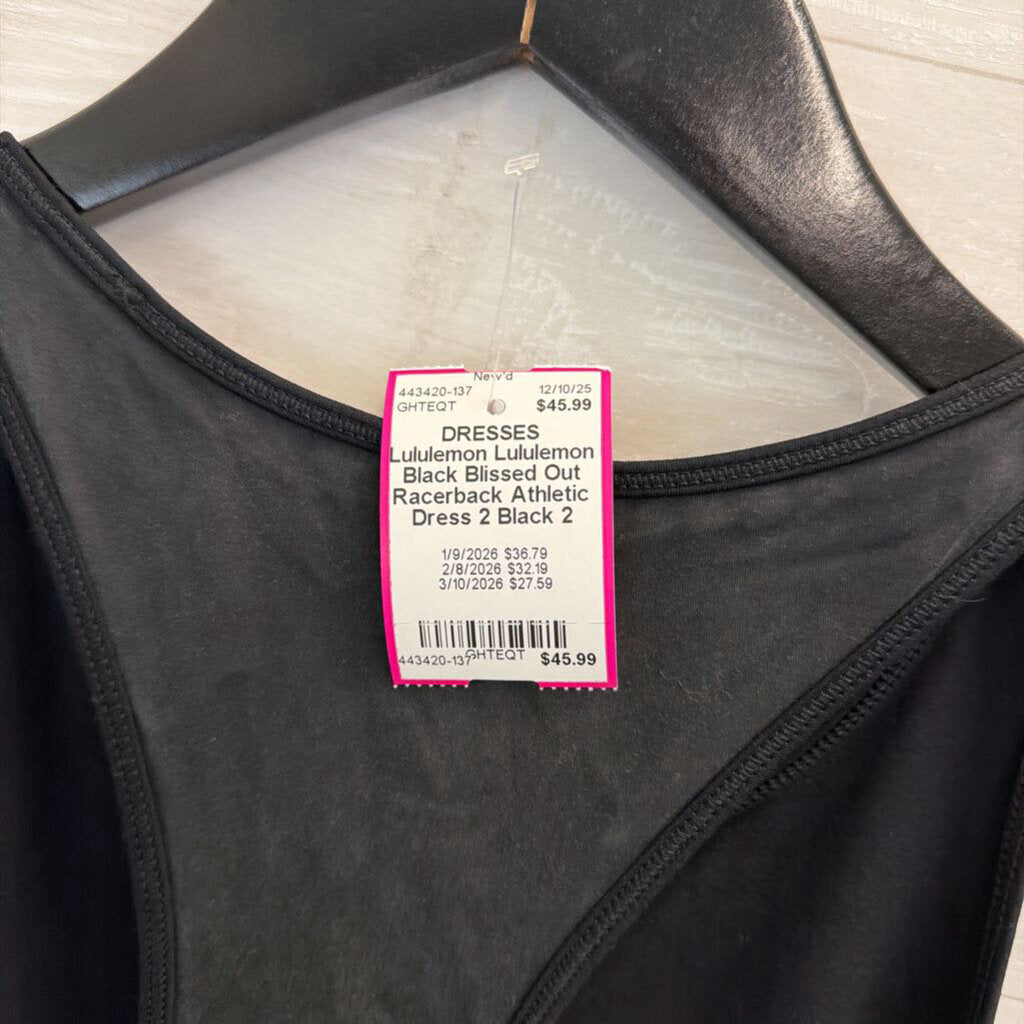 New'd
443420-137 12/10/25
GHTEQT $45.99
DRESSES
Lululemon Lululemon
Black Blissed Out
Racerback Athletic
Dress 2 Black 2
1/9/2026 $36.79
2/8/2026 $32.19
3/10/2026 $27.59
443420-137 GHTEQT $45.99